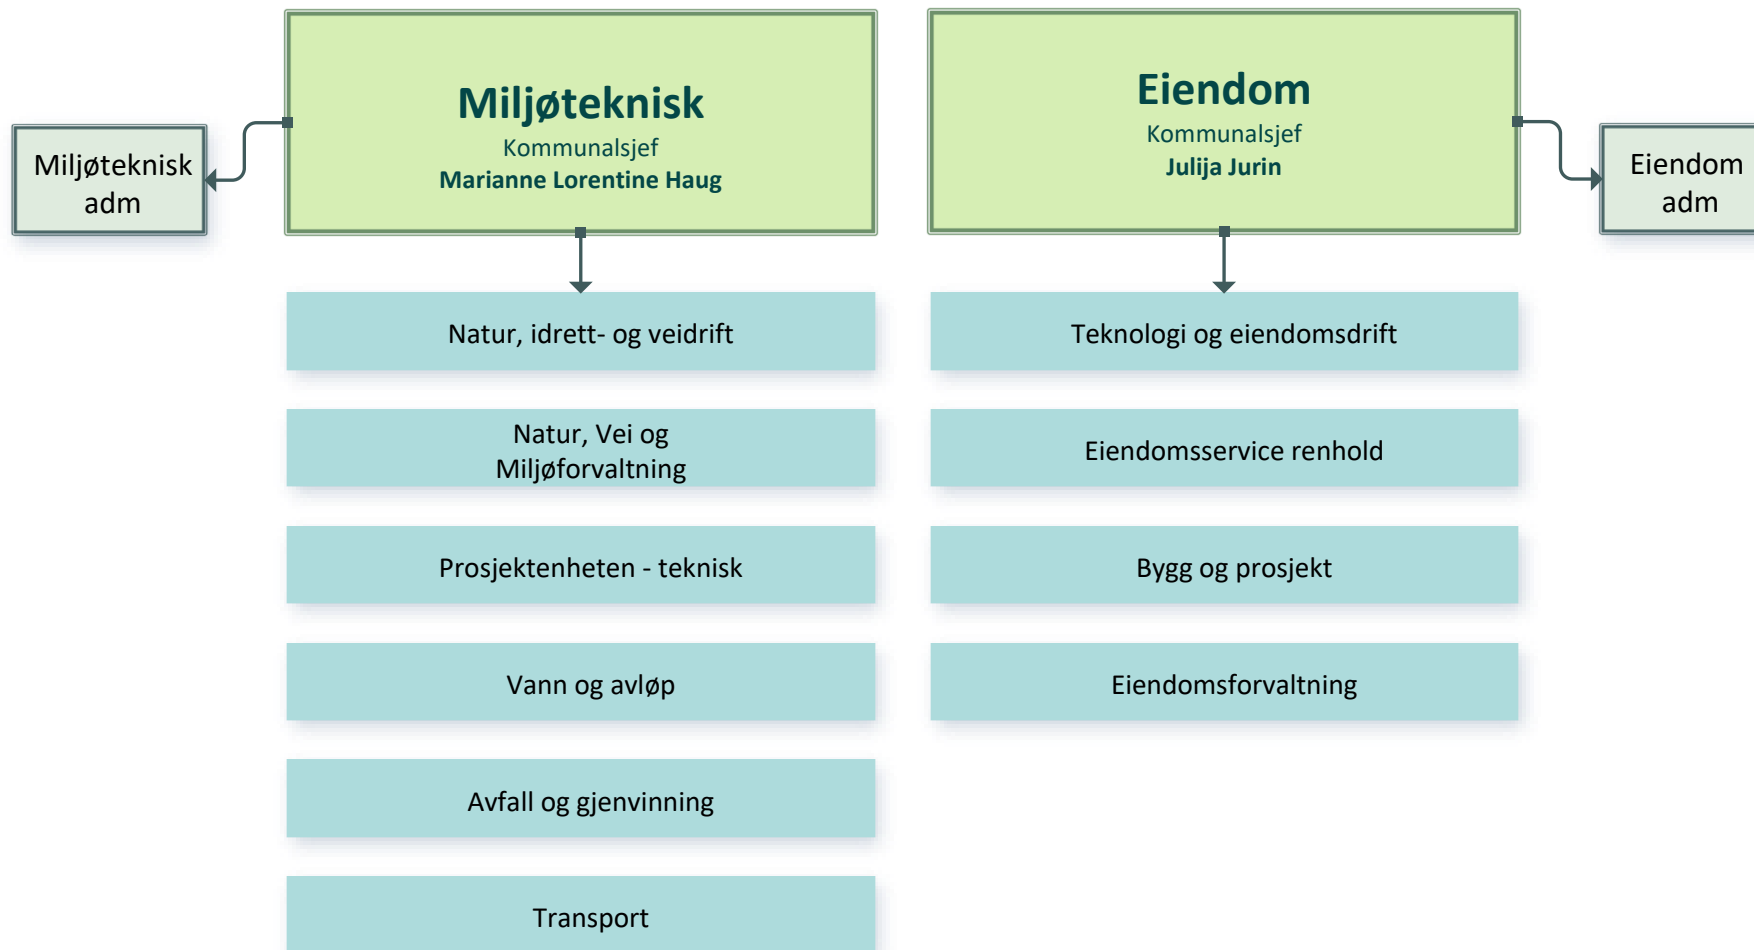 Miljøteknisk
Kommunalsjef
Marianne Lorentine Haug
Miljøteknisk
adm
Natur, idrett- og veidrift
Natur, Vei og
Miljøforvaltning
Prosjektenheten - teknisk
Vann og avløp
Avfall og gjenvinning
Transport
Eiendom
Kommunalsjef
Julija Jurin
Eiendom
adm
Teknologi og eiendomsdrift
Eiendomsservice renhold
Bygg og prosjekt
Eiendomsforvaltning